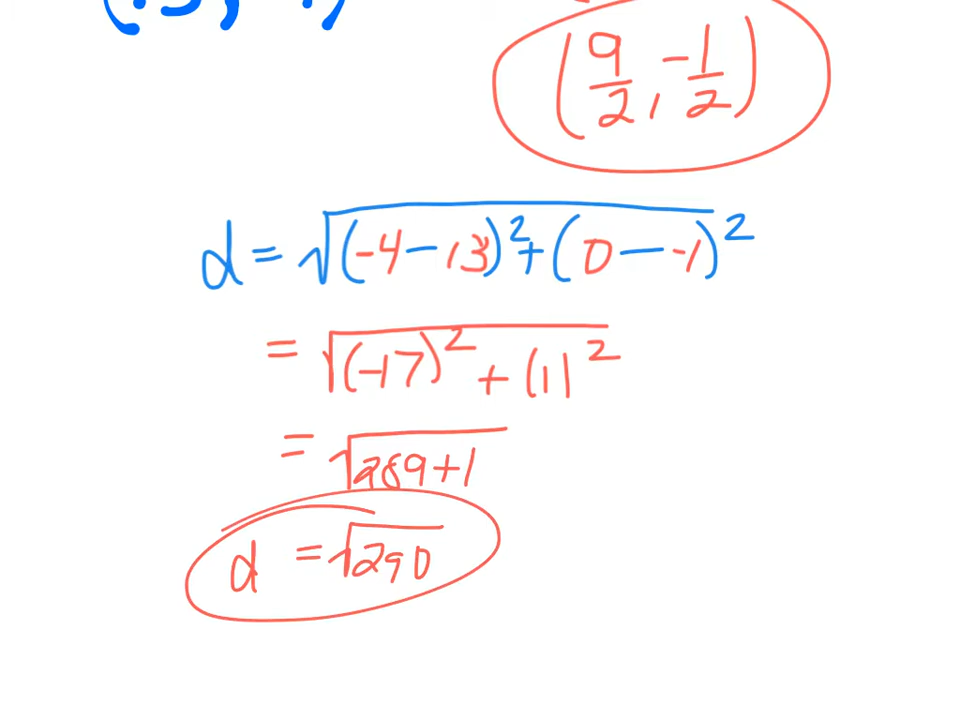 (9/2, -1/2)
d = √((-4-13)²+(0--1)²
= √((-17)² + (1)²
= √(289+1)
d = √290